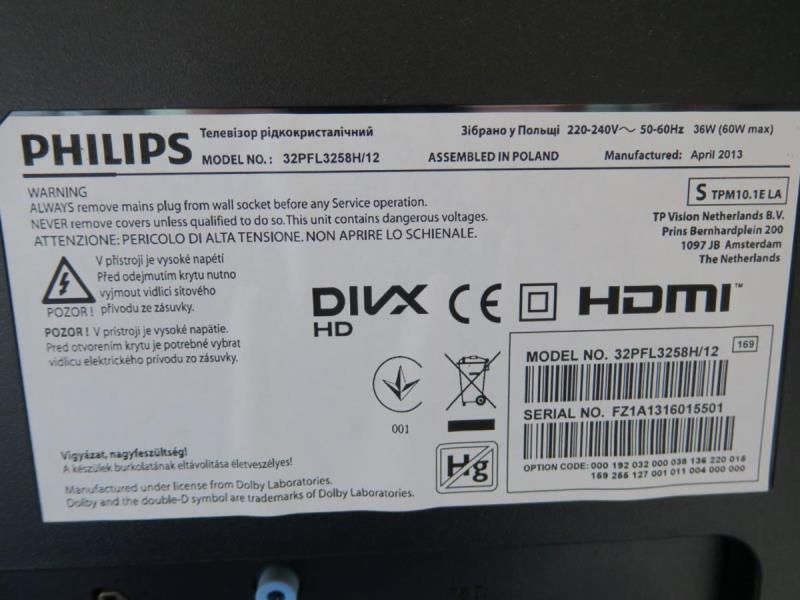 PHILIPS
Телевізор рідкокристалічний
Зібрано у Польщі 220-240V~ 50-60Hz 36W (60W max)
MODEL NO.: 32PFL3258H/12
ASSEMBLED IN POLAND
Manufactured: April 2013
WARNING
ALWAYS remove mains plug from wall socket before any Service operation.
NEVER remove covers unless qualified to do so. This unit contains dangerous voltages.
ATTENZIONE: PERICOLO DI ALTA TENSIONE. NON APRIRE LO SCHIENALE.
S TPM10.1E LA
TP Vision Netherlands B.V.
Prins Bernhardplein 200
1097 JB Amsterdam
The Netherlands
V přístroji je vysoké napětí
Před odejmutím krytu nutno
vyjmout vidlici síťového
POZOR! přívodu ze zásuvky.
POZOR! V prístroji je vysoké napätie.
Pred otvorením krytu je potrebné vybrat
vidlicu elektrického prívodu zo zásuvky.
DIVX
HD
CE
HDMI™
001
Hg
MODEL NO. 32PFL3258H/12
169
SERIAL NO. FZ1A1316015501
OPTION CODE: 000 192 032 000 038 136 220 016
169 255 127 001 011 004 000 000
Vigyázat, nagyfeszültség!
A készülék burkolatának eltávolítása életveszélyes!
Manufactured under license from Dolby Laboratories.
Dolby and the double-D symbol are trademarks of Dolby Laboratories.